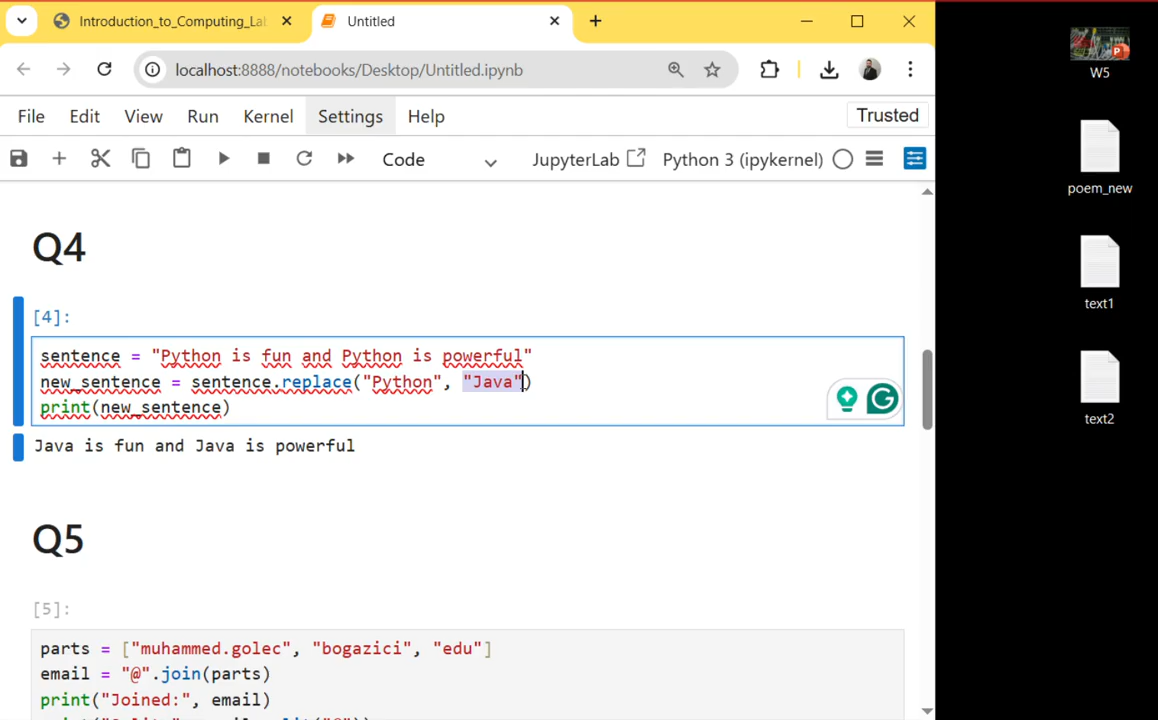 Introduction_to_Computing_La
Untitled
localhost:8888/notebooks/Desktop/Untitled.ipynb
File Edit View Run Kernel Settings Help Trusted
Code JupyterLab Python 3 (ipykernel)
Q4
[4]:
sentence = "Python is fun and Python is powerful"
new_sentence = sentence.replace("Python", "Java")
print(new_sentence)
Java is fun and Java is powerful
Q5
[5]:
parts = ["muhammed.golec", "bogazici", "edu"]
email = "@".join(parts)
print("Joined:", email)
W5
poem_new
text1
text2